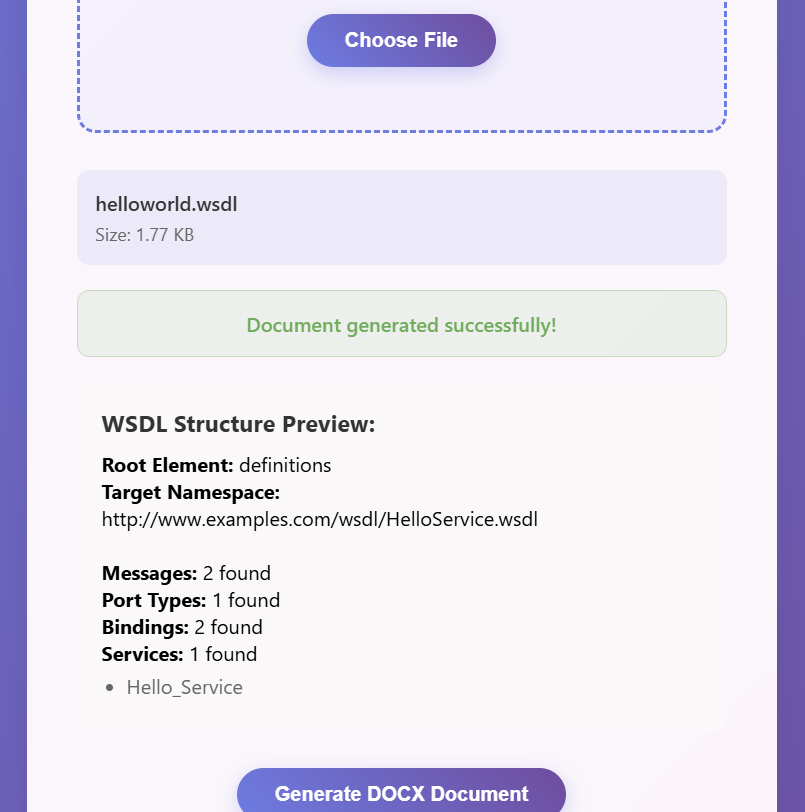 Choose File
helloworld.wsdl
Size: 1.77 KB
Document generated successfully!
WSDL Structure Preview:
Root Element: definitions
Target Namespace:
http://www.examples.com/wsdl/HelloService.wsdl
Messages: 2 found
Port Types: 1 found
Bindings: 2 found
Services: 1 found
• Hello_Service
Generate DOCX Document